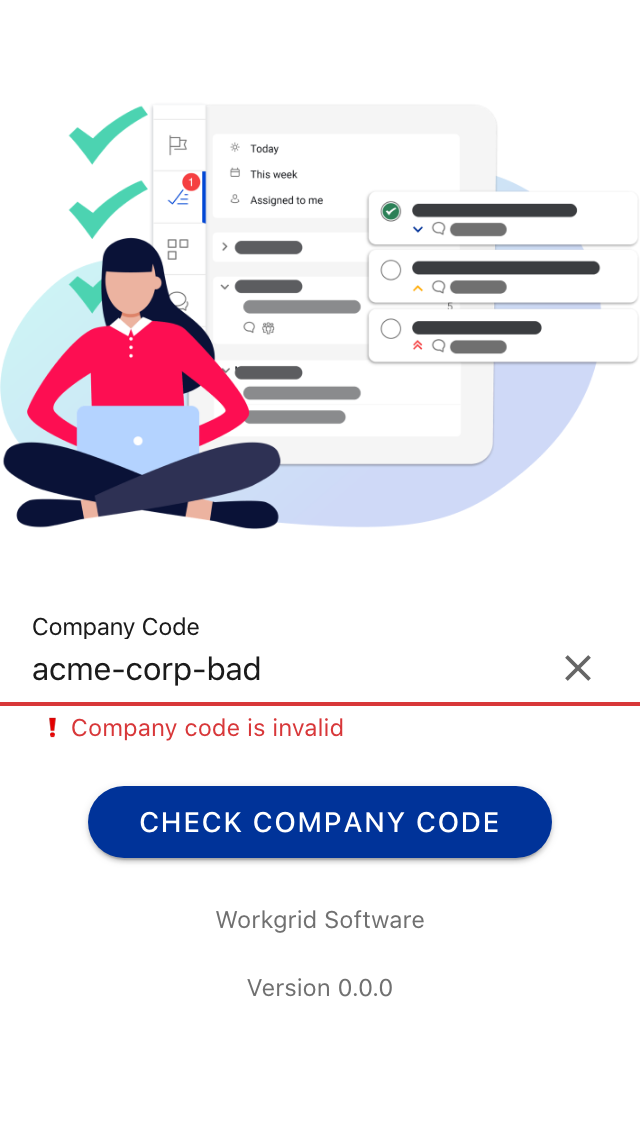 1
Today
This week
Assigned to me
5
Company Code
acme-corp-bad
! Company code is invalid
CHECK COMPANY CODE
Workgrid Software
Version 0.0.0